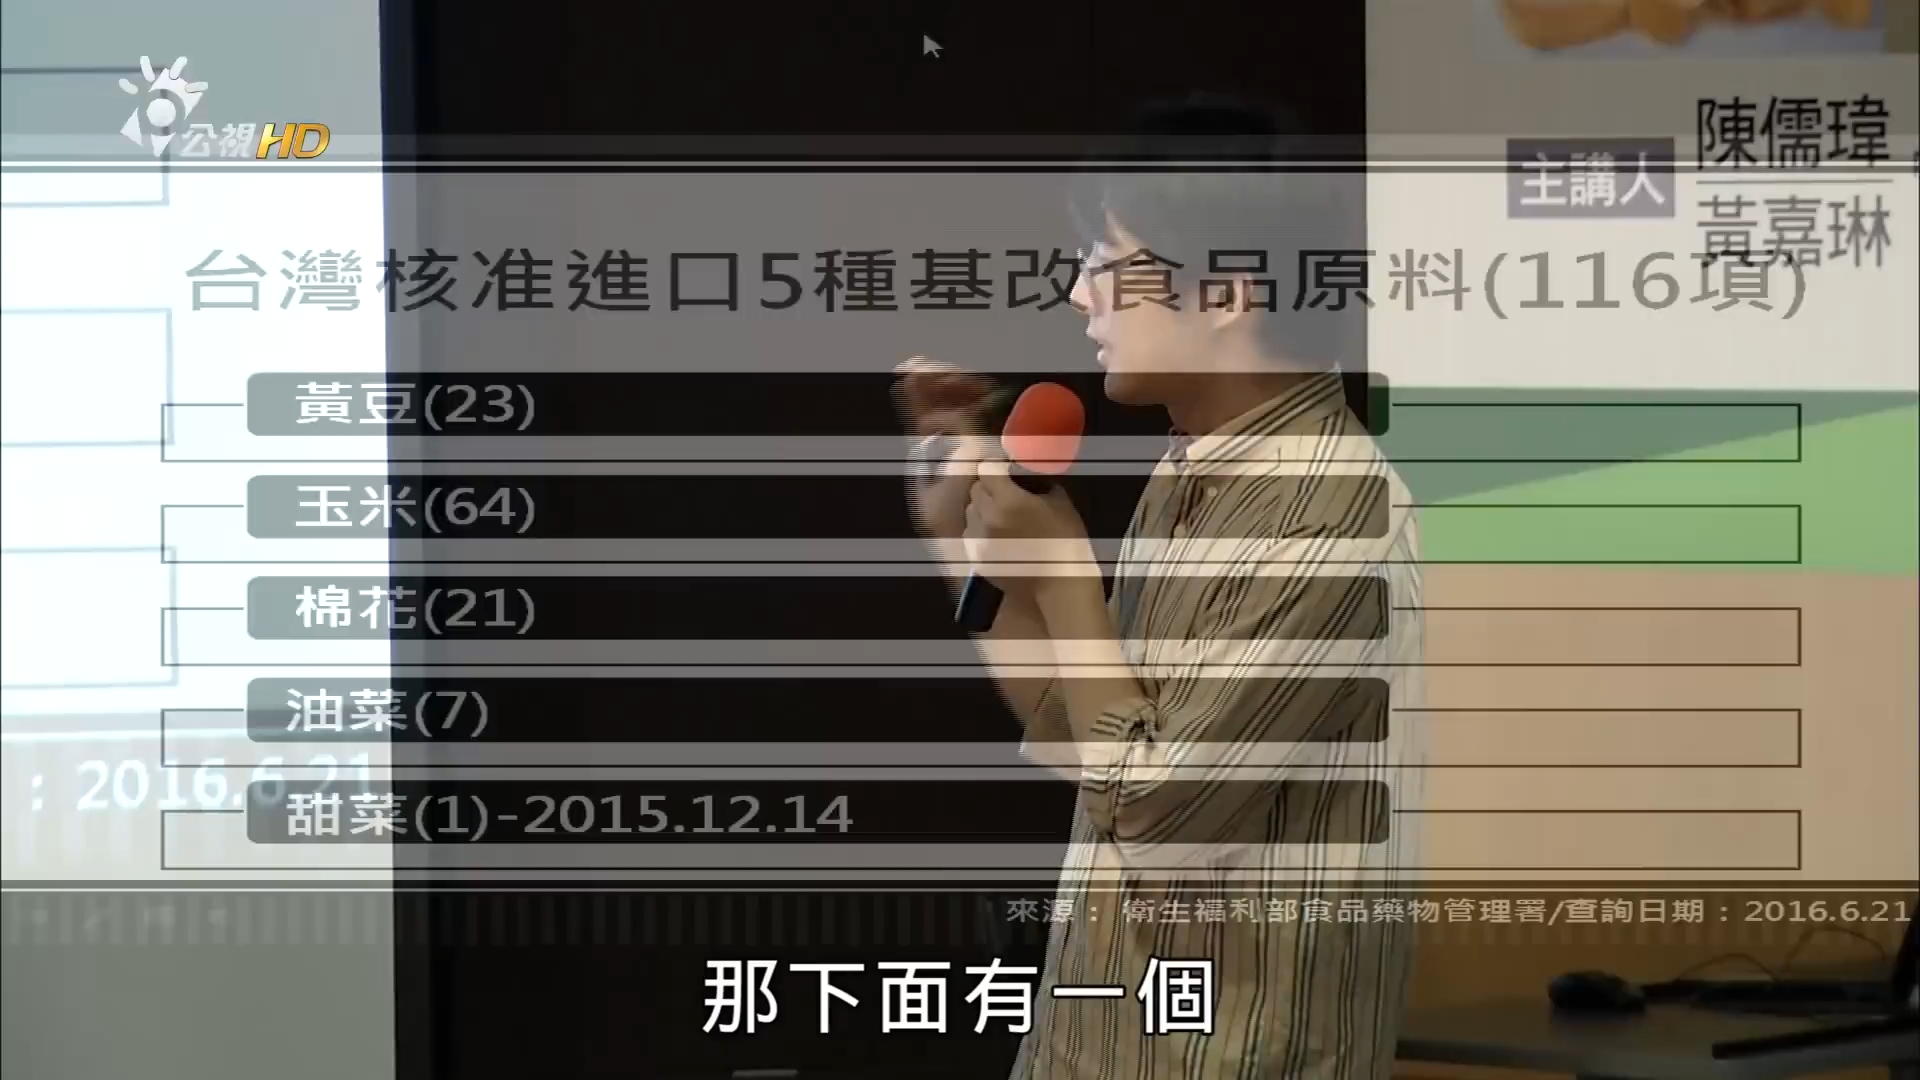 公視HD
主講人
陳儒瑋
黃嘉琳
台灣核准進口5種基改食品原料(116項)
黃豆(23)
玉米(64)
棉花(21)
油菜(7)
: 2016.6.21
甜菜(1)-2015.12.14
來源：衛生福利部食品藥物管理署/查詢日期：2016.6.21
那下面有一個